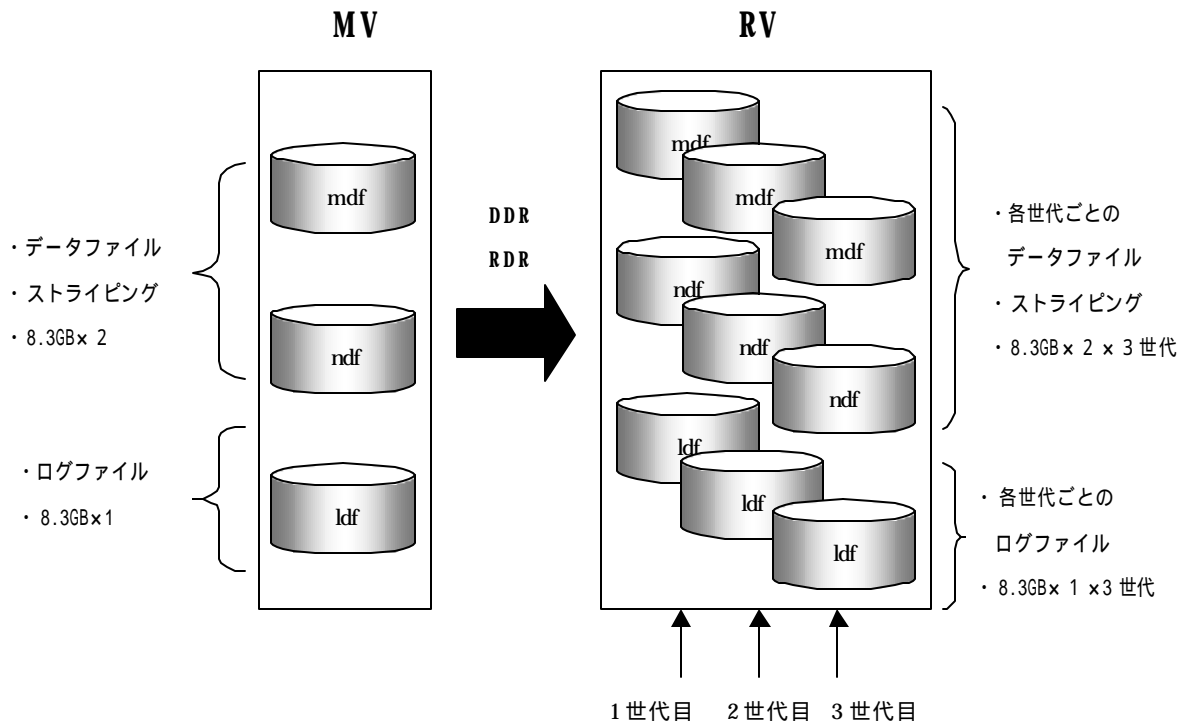 MV
RV
・データファイル
・ストライピング
・8.3GB× 2
・ログファイル
・8.3GB×1
mdf
ndf
ldf
DDR
RDR
mdf
mdf
mdf
ndf
ndf
ndf
ldf
ldf
ldf
・各世代ごとの
データファイル
・ストライピング
・8.3GB× 2 × 3 世代
・各世代ごとの
ログファイル
・8.3GB× 1 ×3 世代
1 世代目 2 世代目 3 世代目